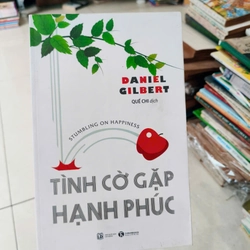 DANIEL
GILBERT
QUẾ CHI dịch
STUMBLING ON HAPPINESS
TÌNH CỜ GẶP
HẠNH PHÚC